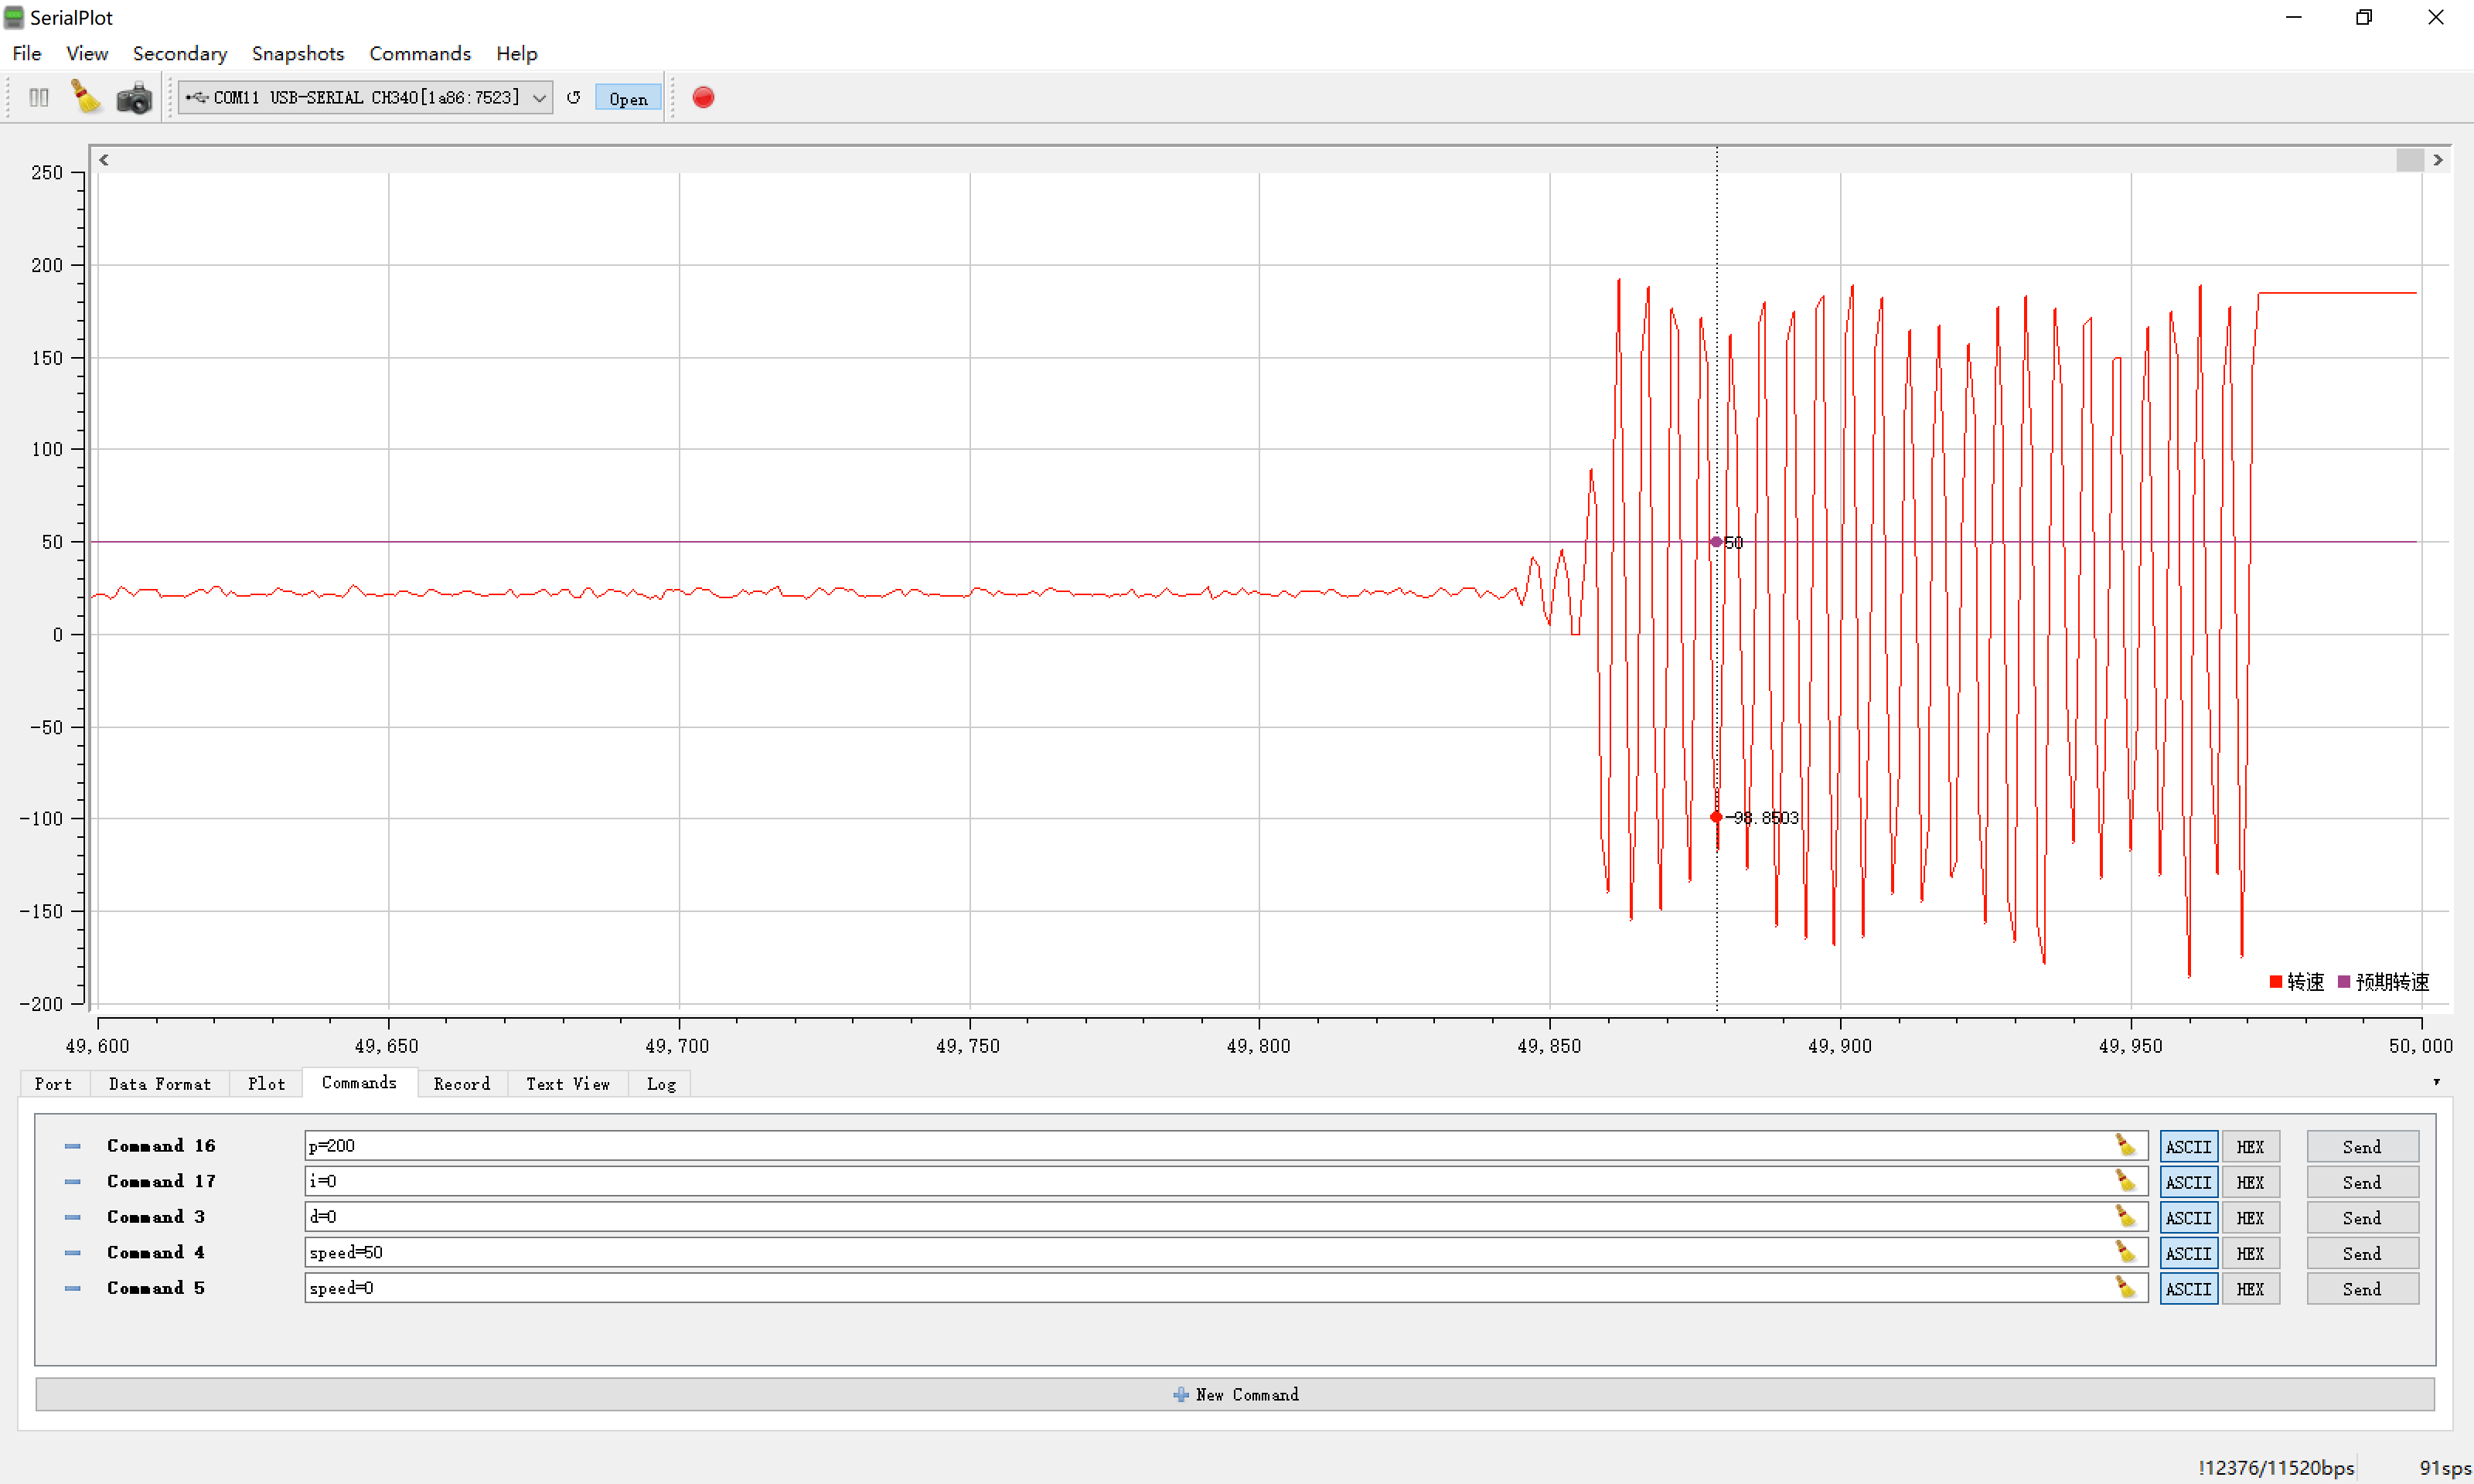 SerialPlot
File View Secondary Snapshots Commands Help
COM11 USB-SERIAL CH340[1a86:7523] Open
250
200
150
100
50
0
-50
-100
-150
-200
50
-98.8503
转速 预期转速
49,600 49,650 49,700 49,750 49,800 49,850 49,900 49,950 50,000
Port Data Format Plot Commands Record Text View Log
Command 16 p=200 ASCII HEX Send
Command 17 i=0 ASCII HEX Send
Command 3 d=0 ASCII HEX Send
Command 4 speed=50 ASCII HEX Send
Command 5 speed=0 ASCII HEX Send
New Command
!12376/11520bps 91sps